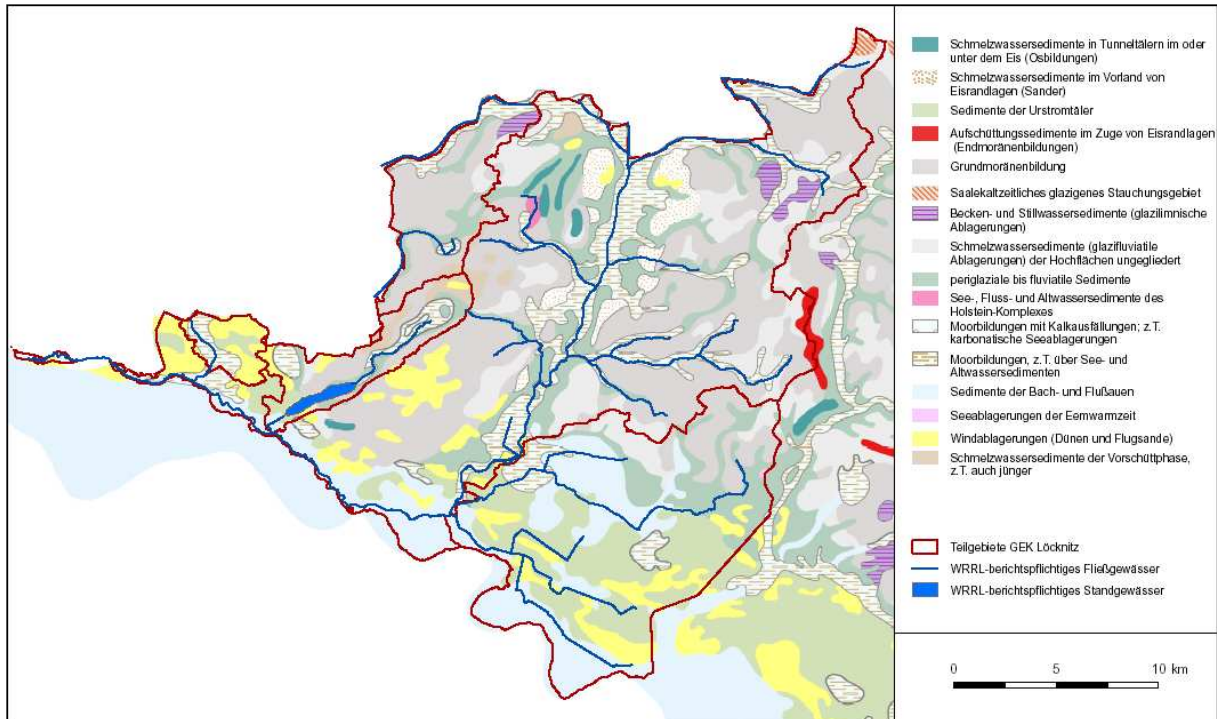 Schmelzwassersedimente in Tunneltälern im oder
unter dem Eis (Osbildungen)
Schmelzwassersedimente im Vorland von
Eisrandlagen (Sander)
Sedimente der Urstromtäler
Aufschüttungssedimente im Zuge von Eisrandlagen
(Endmoränenbildungen)
Grundmoränenbildung
Saalekaltzeitliches glazigenes Stauchungsgebiet
Becken- und Stillwassersedimente (glazilimnische
Ablagerungen)
Schmelzwassersedimente (glazifluviatile
Ablagerungen) der Hochflächen ungegliedert
periglaziale bis fluviatile Sedimente
See-, Fluss- und Altwassersedimente des
Holstein-Komplexes
Moorbildungen mit Kalkausfällungen; z.T.
karbonatische Seeablagerungen
Moorbildungen, z.T. über See- und
Altwassersedimenten
Sedimente der Bach- und Flußauen
Seeablagerungen der Eemwarmzeit
Windablagerungen (Dünen und Flugsande)
Schmelzwassersedimente der Vorschüttphase,
z.T. auch jünger
Teilgebiete GEK Löcknitz
WRRL-berichtspflichtiges Fließgewässer
WRRL-berichtspflichtiges Standgewässer
0 5 10 km